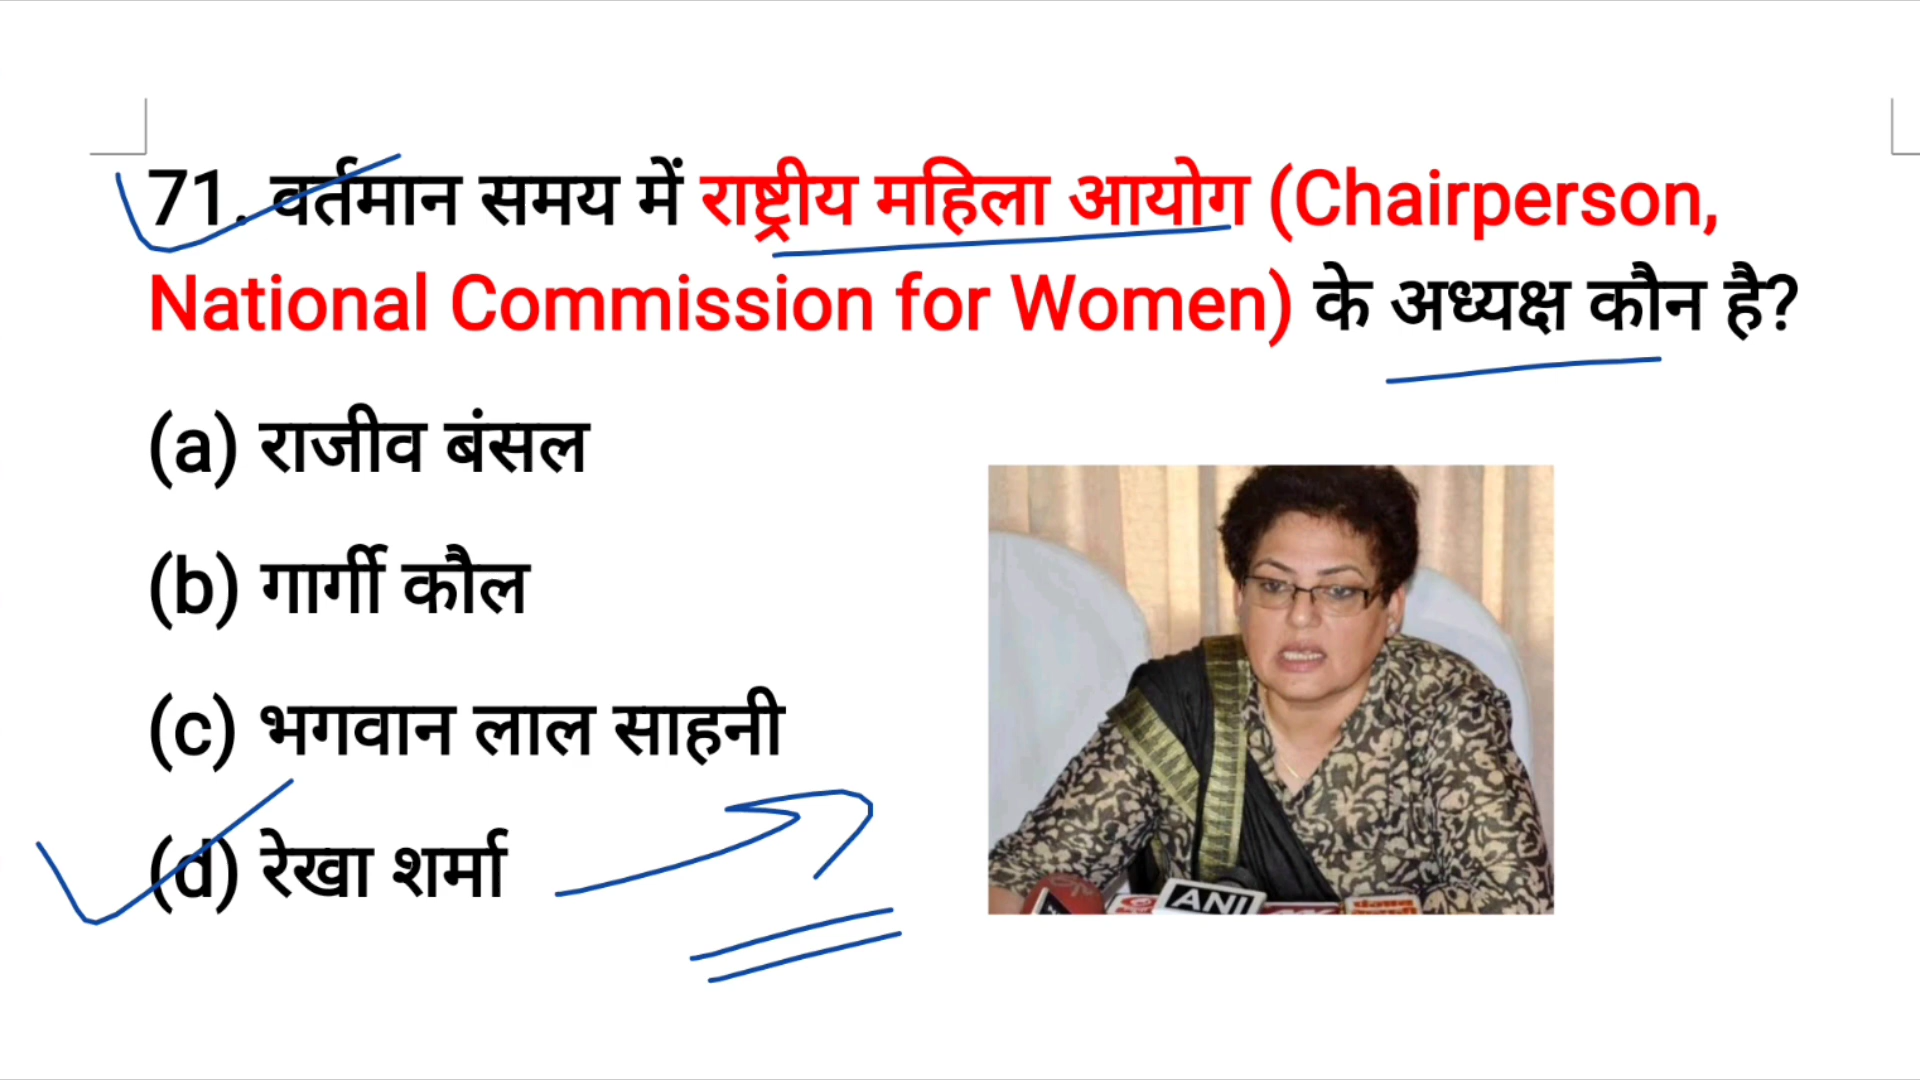 71. वर्तमान समय में राष्ट्रीय महिला आयोग (Chairperson,
National Commission for Women) के अध्यक्ष कौन है?
(a) राजीव बंसल
(b) गार्गी कौल
(c) भगवान लाल साहनी
(d) रेखा शर्मा
ANI